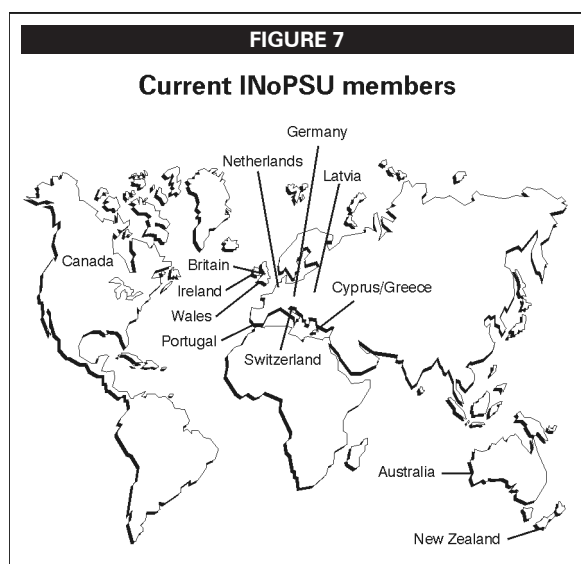 FIGURE 7
Current INoPSU members
Germany
Netherlands
Latvia
Canada
Britain
Ireland
Cyprus/Greece
Wales
Portugal
Switzerland
Australia
New Zealand